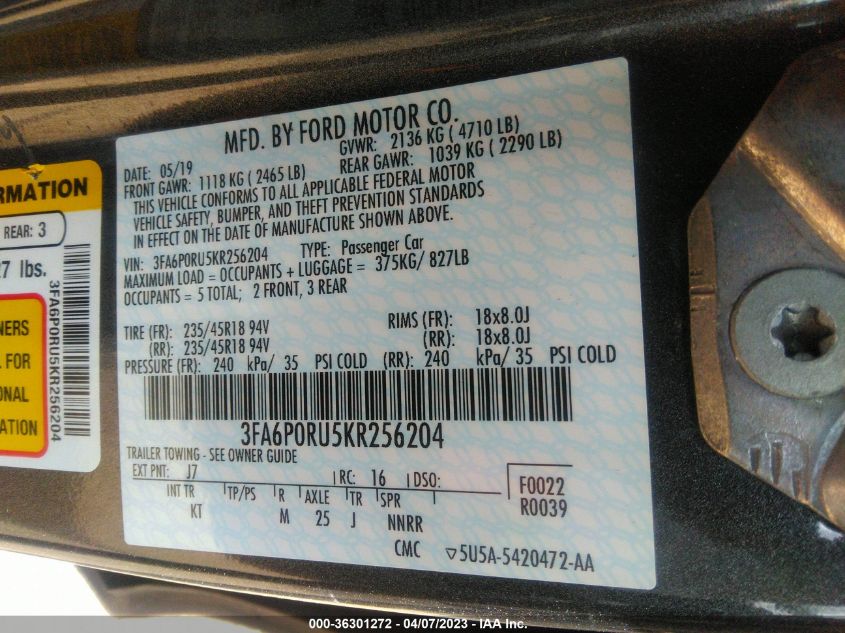 MFD. BY FORD MOTOR CO.
DATE: 05/19
GVWR: 2136 KG ( 4710 LB)
FRONT GAWR: 1118 KG ( 2465 LB)
REAR GAWR: 1039 KG ( 2290 LB)
THIS VEHICLE CONFORMS TO ALL APPLICABLE FEDERAL MOTOR
VEHICLE SAFETY, BUMPER, AND THEFT PREVENTION STANDARDS
IN EFFECT ON THE DATE OF MANUFACTURE SHOWN ABOVE.
VIN: 3FA6P0RU5KR256204 TYPE: Passenger Car
MAXIMUM LOAD = OCCUPANTS + LUGGAGE = 375KG/ 827LB
OCCUPANTS = 5 TOTAL; 2 FRONT, 3 REAR
TIRE (FR): 235/45R18 94V RIMS (FR): 18x8.0J
(RR): 235/45R18 94V (RR): 18x8.0J
PRESSURE (FR): 240 kPa/ 35 PSI COLD (RR): 240 kPa/ 35 PSI COLD
3FA6P0RU5KR256204
TRAILER TOWING - SEE OWNER GUIDE
EXT PNT: J7 RC: 16 DSO:
F0022
R0039
INT TR TP/PS R AXLE TR SPR
KT M 25 J NNRR
CMC ▽5U5A-5420472-AA
RMATION
REAR: 3
27 lbs.
3FA6P0RU5KR256204
NERS
L FOR
ONAL
ATION
000-36301272 - 04/07/2023 - IAA Inc.